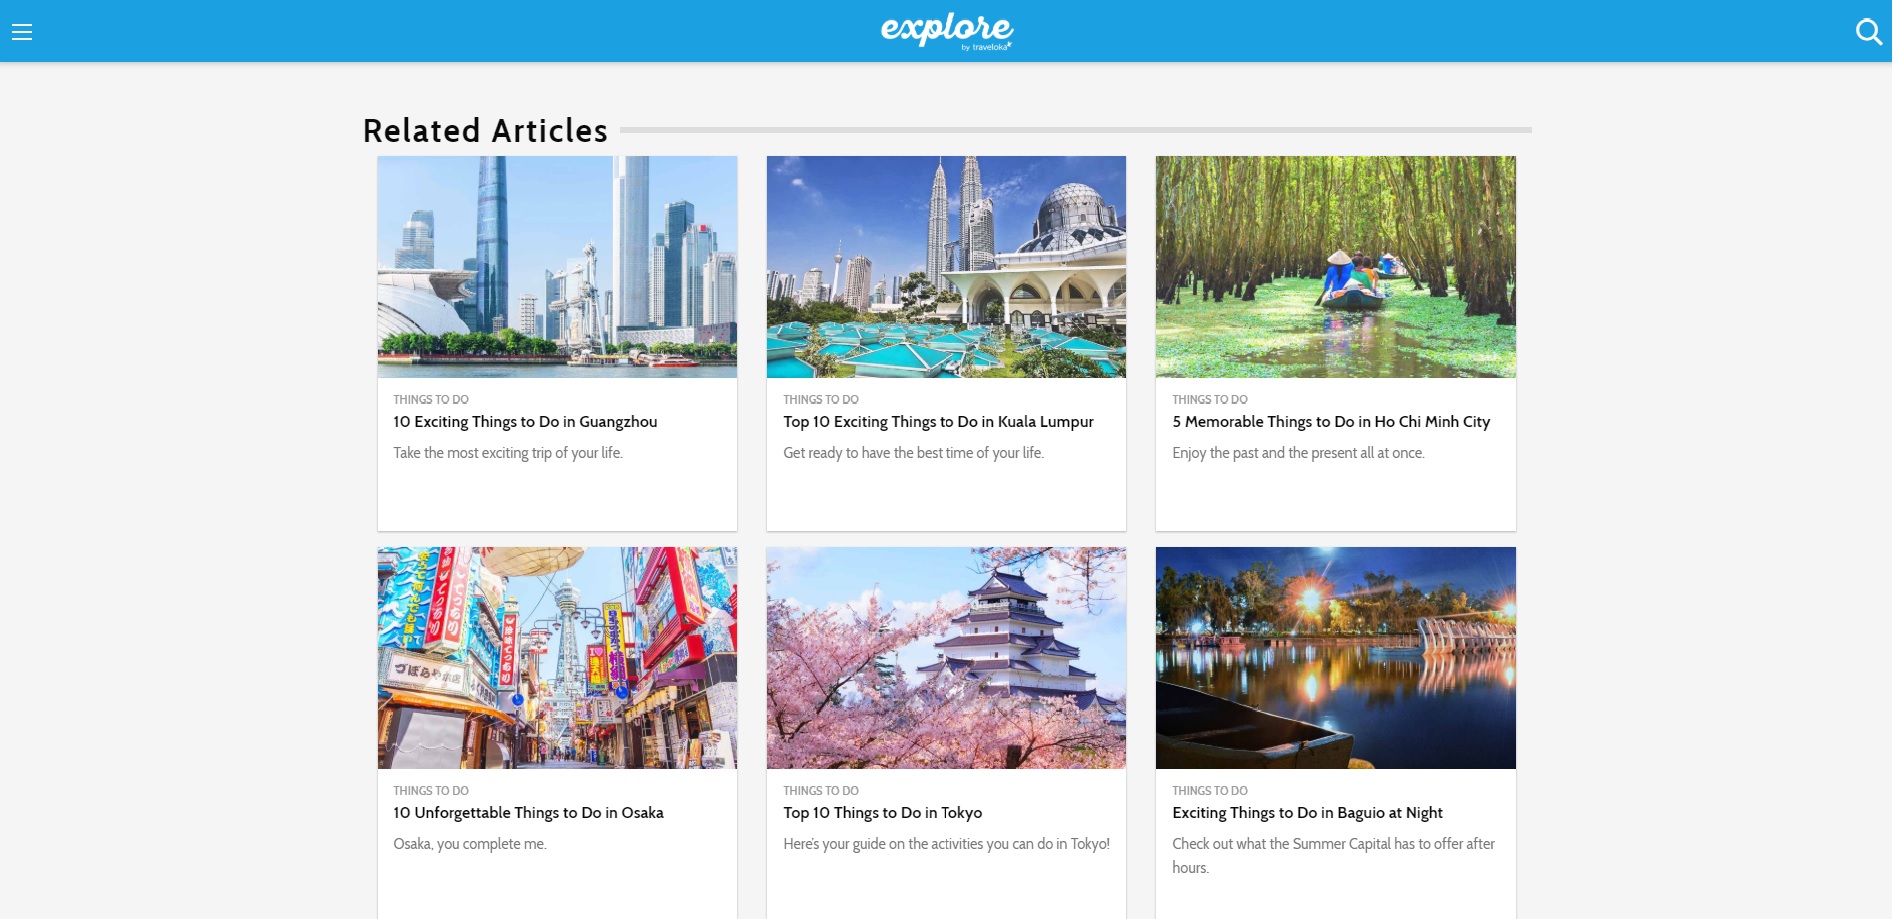 explore
by traveloka
Related Articles
THINGS TO DO
10 Exciting Things to Do in Guangzhou
Take the most exciting trip of your life.
THINGS TO DO
Top 10 Exciting Things to Do in Kuala Lumpur
Get ready to have the best time of your life.
THINGS TO DO
5 Memorable Things to Do in Ho Chi Minh City
Enjoy the past and the present all at once.
づぼらや
THINGS TO DO
10 Unforgettable Things to Do in Osaka
Osaka, you complete me.
THINGS TO DO
Top 10 Things to Do in Tokyo
Here's your guide on the activities you can do in Tokyo!
THINGS TO DO
Exciting Things to Do in Baguio at Night
Check out what the Summer Capital has to offer after
hours.